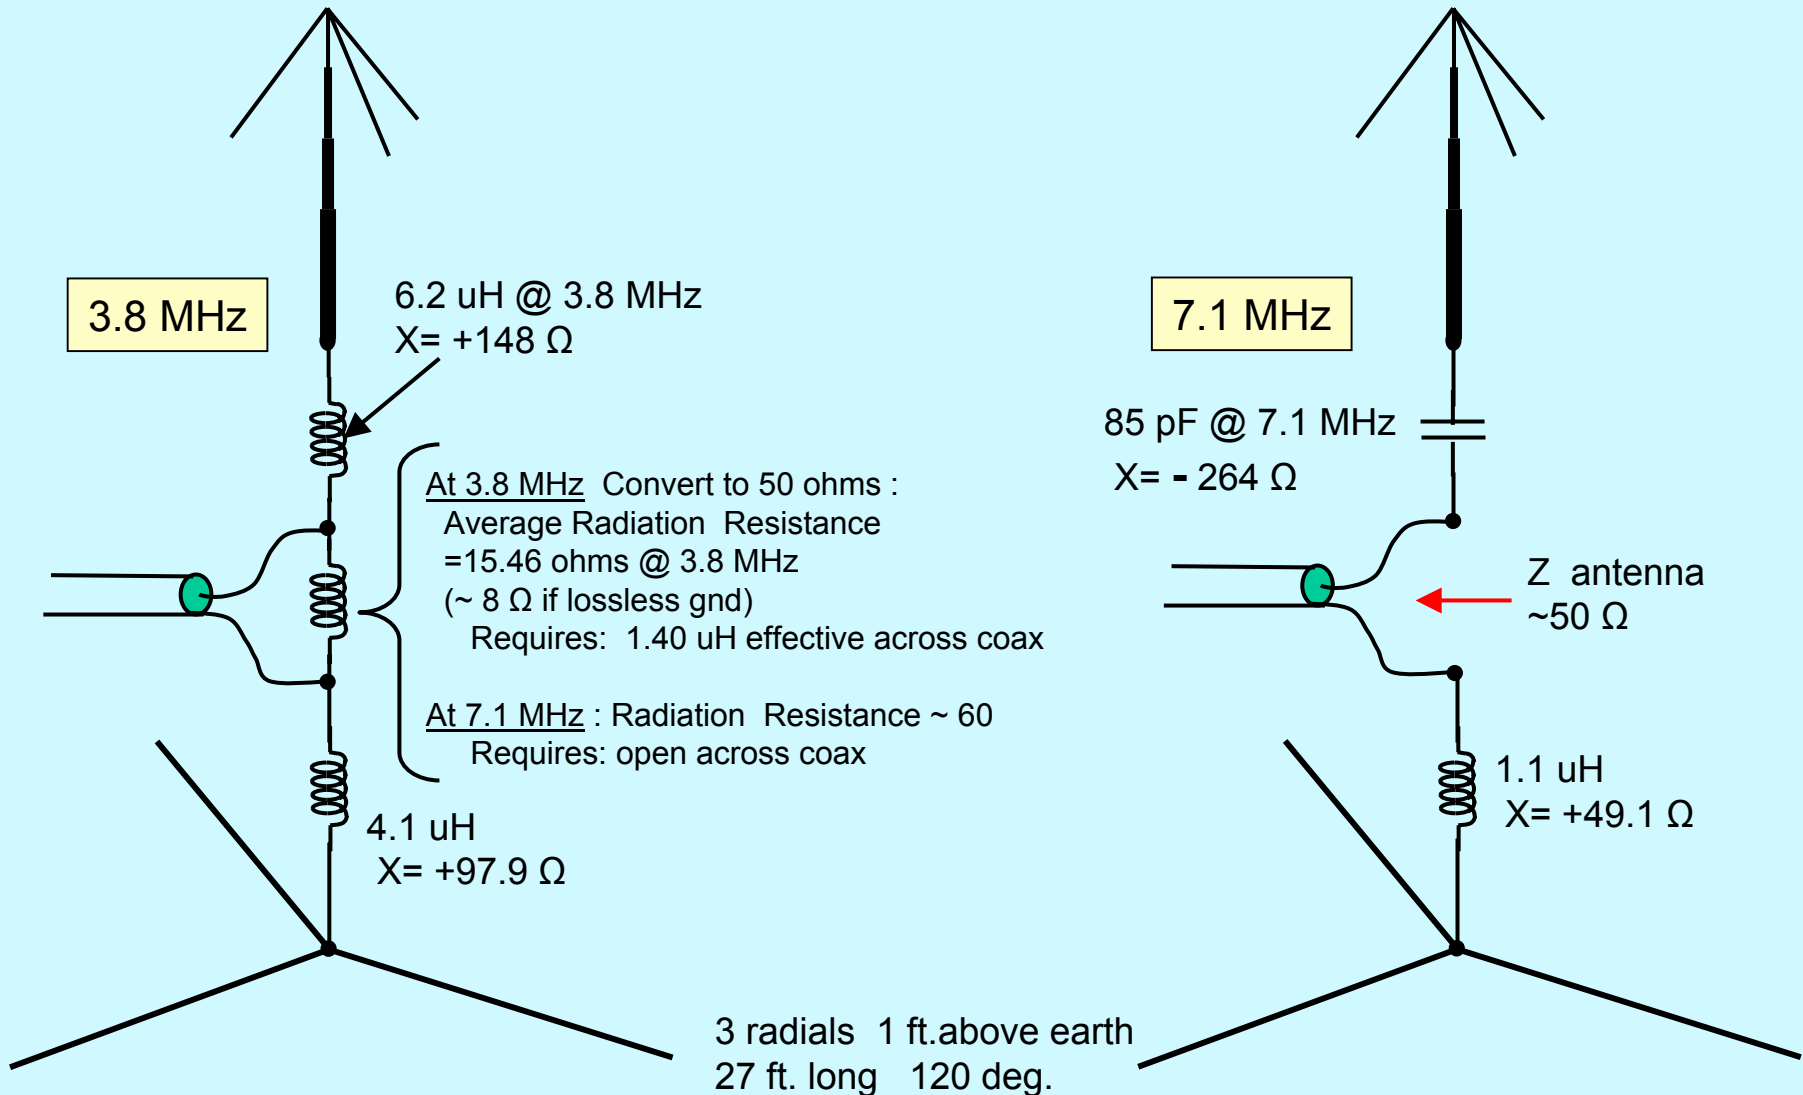 3.8 MHz
6.2 uH @ 3.8 MHz
X= +148 Ω
At 3.8 MHz Convert to 50 ohms :
Average Radiation Resistance
=15.46 ohms @ 3.8 MHz
(~ 8 Ω if lossless gnd)
Requires: 1.40 uH effective across coax
At 7.1 MHz : Radiation Resistance ~ 60
Requires: open across coax
4.1 uH
X= +97.9 Ω
7.1 MHz
85 pF @ 7.1 MHz
X= - 264 Ω
Z antenna
~50 Ω
1.1 uH
X= +49.1 Ω
3 radials 1 ft.above earth
27 ft. long 120 deg.